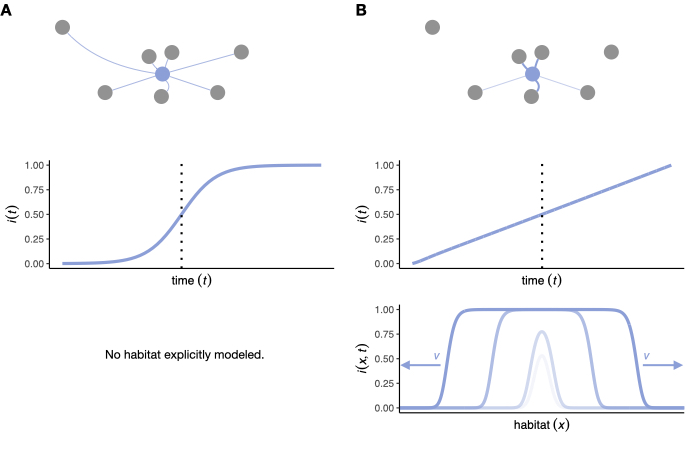 A
B
1.00
0.75
0.50
0.25
0.00
i(t)
time (t)
1.00
0.75
0.50
0.25
0.00
i(t)
time (t)
No habitat explicitly modeled.
1.00
0.75
0.50
0.25
0.00
i(x, t)
v
v
habitat (x)